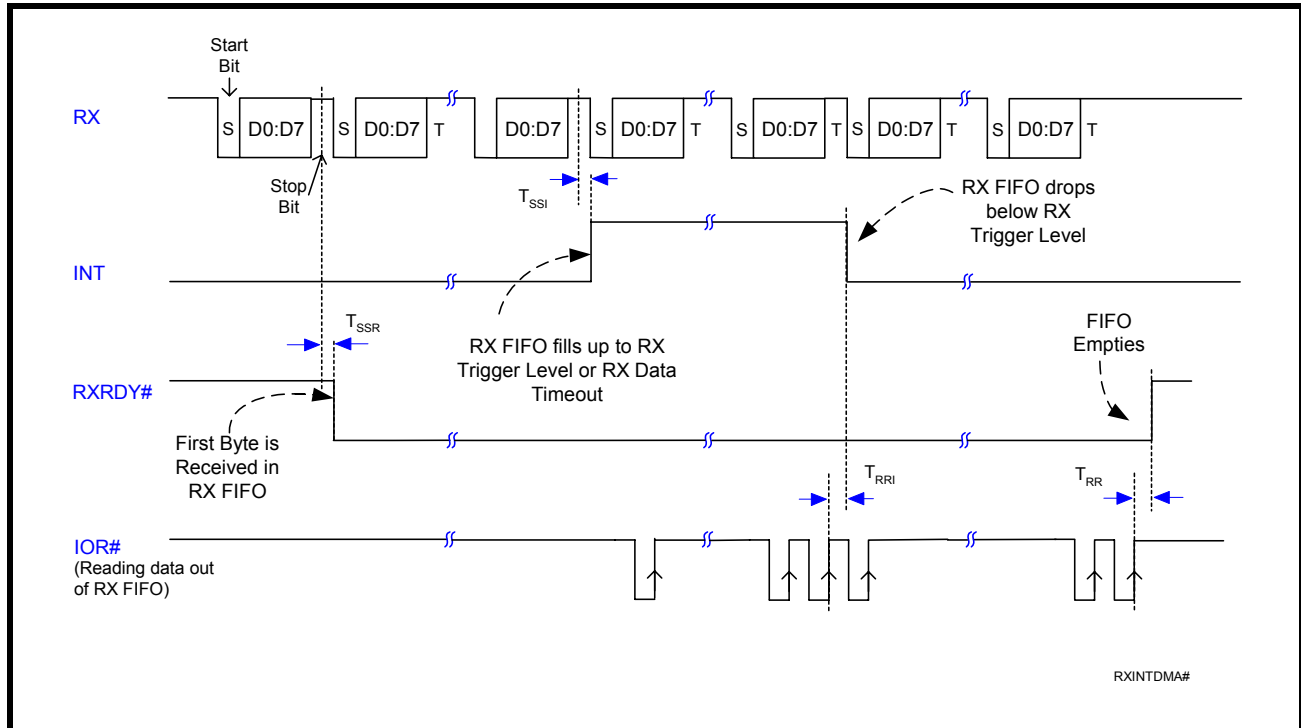 Start
Bit
RX
S D0:D7 S D0:D7 T D0:D7 S D0:D7 T S D0:D7 T S D0:D7 T S D0:D7 T
Stop
Bit
TSSI
RX FIFO drops
below RX
Trigger Level
INT
TSSR
RX FIFO fills up to RX
Trigger Level or RX Data
Timeout
FIFO
Empties
RXRDY#
First Byte is
Received in
RX FIFO
TRRI
TRR
IOR#
(Reading data out
of RX FIFO)
RXINTDMA#